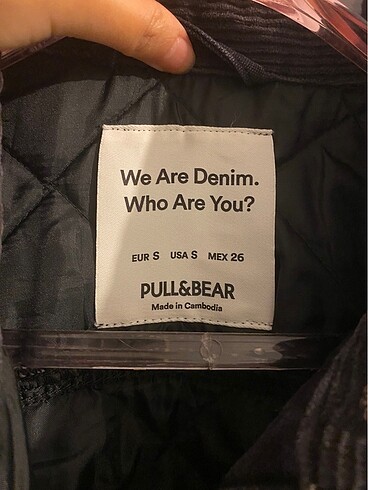 We Are Denim.
Who Are You?
EUR S USA S MEX 26
PULL&BEAR
Made in Cambodia